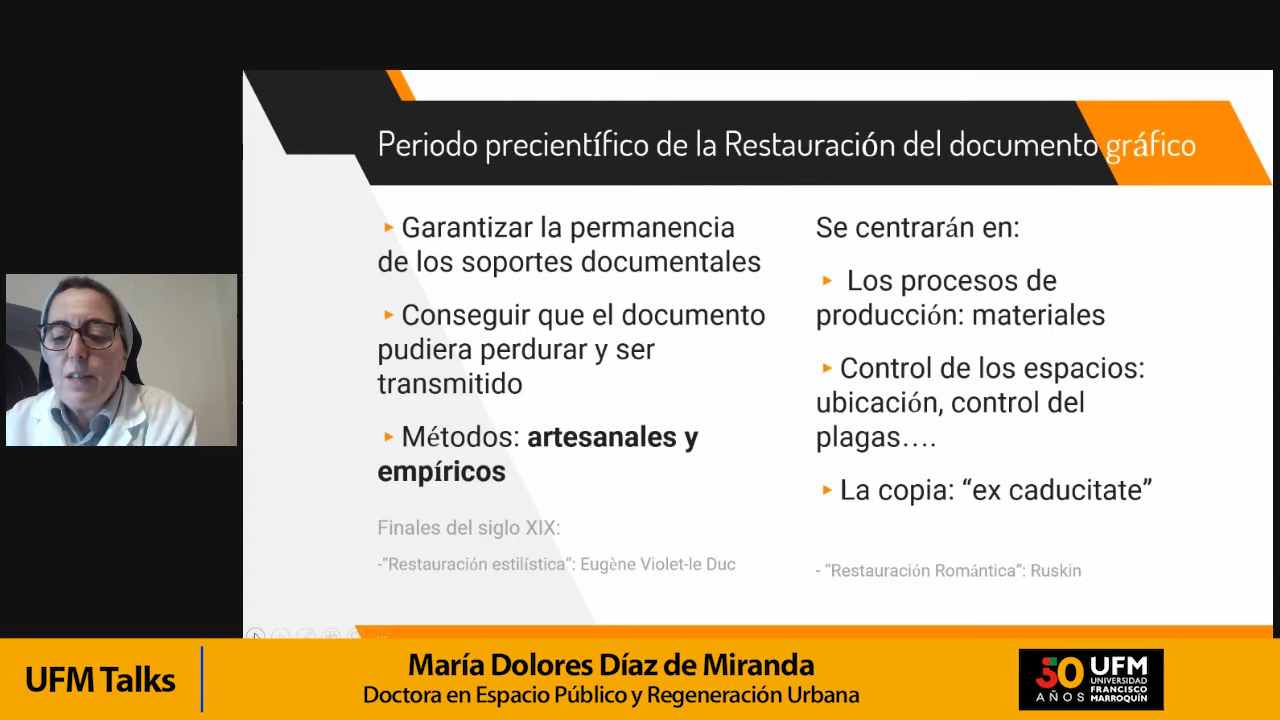 Periodo precientífico de la Restauración del documento gráfico
▸ Garantizar la permanencia
de los soportes documentales
▸ Conseguir que el documento
pudiera perdurar y ser
transmitido
▸ Métodos: artesanales y
empíricos
Finales del siglo XIX:
-"Restauración estilística": Eugène Violet-le Duc
Se centrarán en:
▸ Los procesos de
producción: materiales
▸ Control de los espacios:
ubicación, control del
plagas….
▸ La copia: “ex caducitate”
- "Restauración Romántica": Ruskin
UFM Talks
María Dolores Díaz de Miranda
Doctora en Espacio Público y Regeneración Urbana
50
AÑOS
UFM
UNIVERSIDAD
FRANCISCO
MARROQUÍN